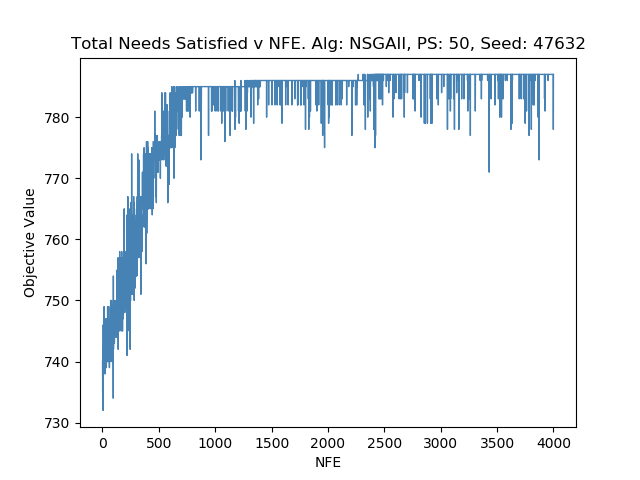 Total Needs Satisfied v NFE. Alg: NSGAII, PS: 50, Seed: 47632
780
770
760
750
740
730
Objective Value
0 500 1000 1500 2000 2500 3000 3500 4000
NFE